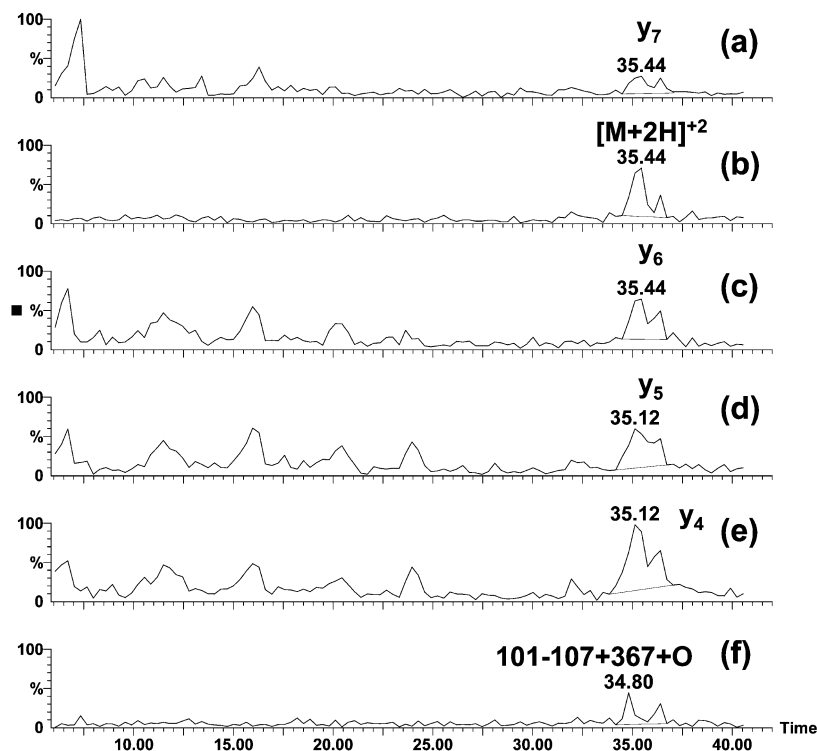 100
%
0
y7
35.44
(a)
100
%
0
[M+2H]+2
35.44
(b)
100
■ %
0
y6
35.44
(c)
100
%
0
y5
35.12
(d)
100
%
0
35.12 y4
(e)
100
%
0
101-107+367+O
34.80
(f)
10.00 15.00 20.00 25.00 30.00 35.00 40.00 Time